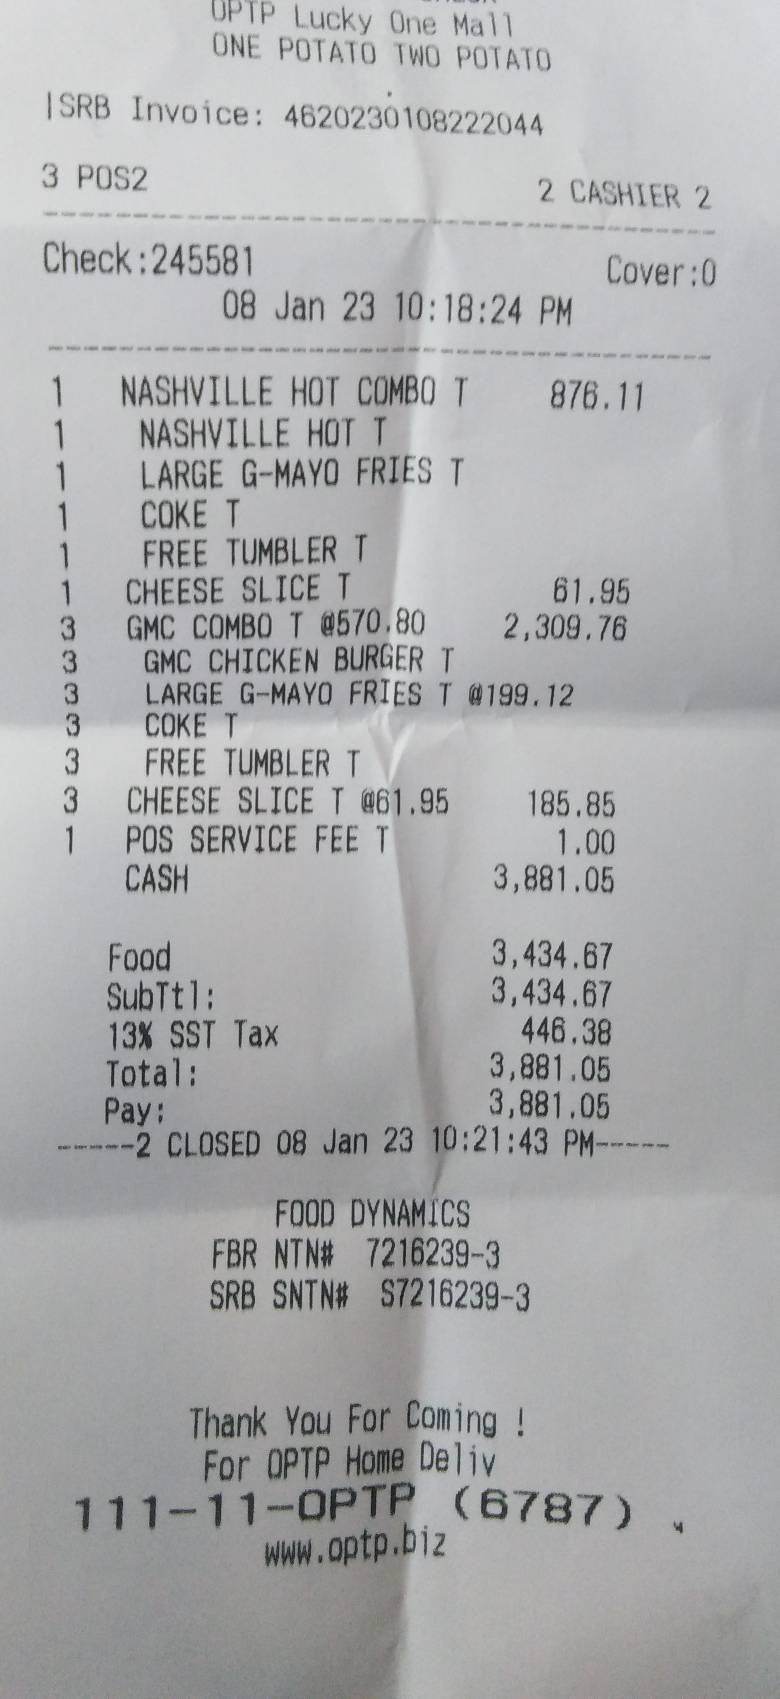 OPTP Lucky One Mall
ONE POTATO TWO POTATO
|SRB Invoice: 4620230108222044
3 POS2 2 CASHIER 2
Check:245581 Cover:0
08 Jan 23 10:18:24 PM
1 NASHVILLE HOT COMBO T 876.11
1 NASHVILLE HOT T
1 LARGE G-MAYO FRIES T
1 COKE T
1 FREE TUMBLER T
1 CHEESE SLICE T 61.95
3 GMC COMBO T @570.80 2,309.76
3 GMC CHICKEN BURGER T
3 LARGE G-MAYO FRIES T @199.12
3 COKE T
3 FREE TUMBLER T
3 CHEESE SLICE T @61.95 185.85
1 POS SERVICE FEE T 1.00
CASH 3,881.05
Food 3,434.67
SubTtl: 3,434.67
13% SST Tax 446.38
Total: 3,881.05
Pay: 3,881.05
-----2 CLOSED 08 Jan 23 10:21:43 PM-----
FOOD DYNAMICS
FBR NTN# 7216239-3
SRB SNTN# S7216239-3
Thank You For Coming !
For OPTP Home Deliv
111-11-OPTP (6787)
www.optp.biz